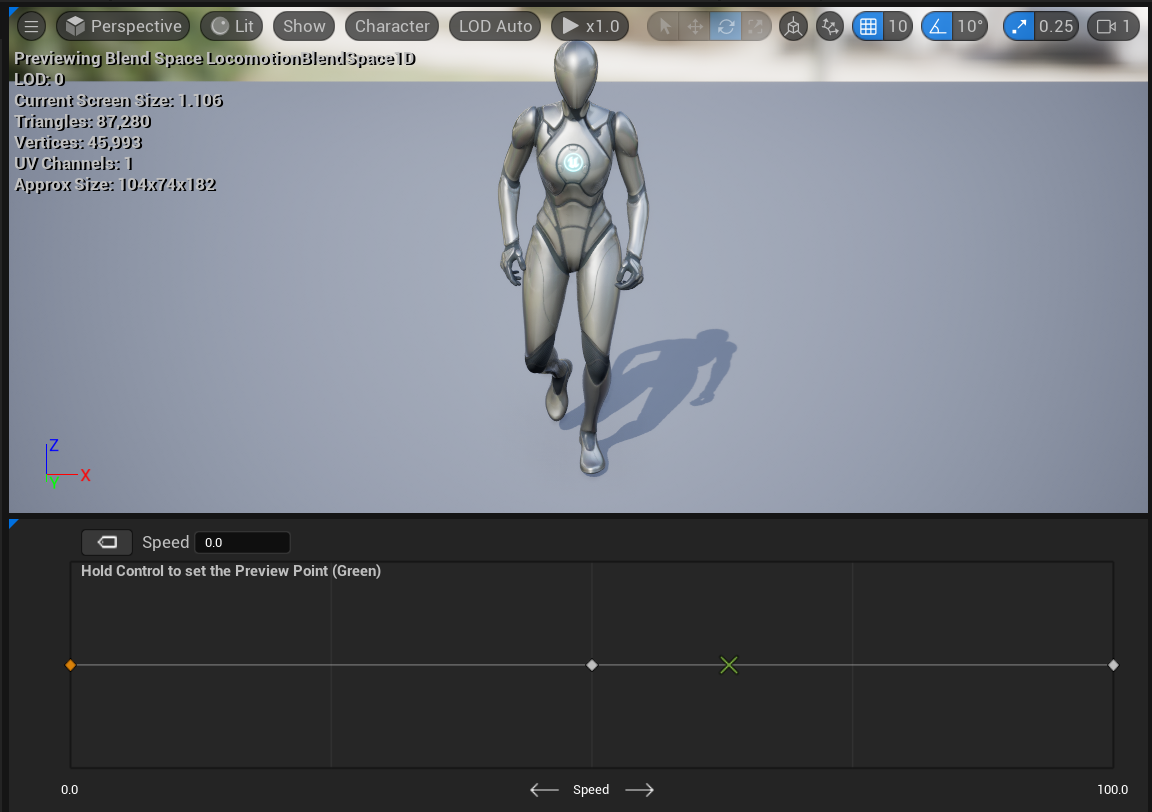 Perspective Lit Show Character LOD Auto x1.0 10 10° 0.25 1
Previewing Blend Space LocomotionBlendSpace1D
LOD: 0
Current Screen Size: 1.106
Triangles: 87,280
Vertices: 45,993
UV Channels: 1
Approx Size: 104x74x182
Z
X
Y
Speed 0.0
Hold Control to set the Preview Point (Green)
0.0 Speed 100.0